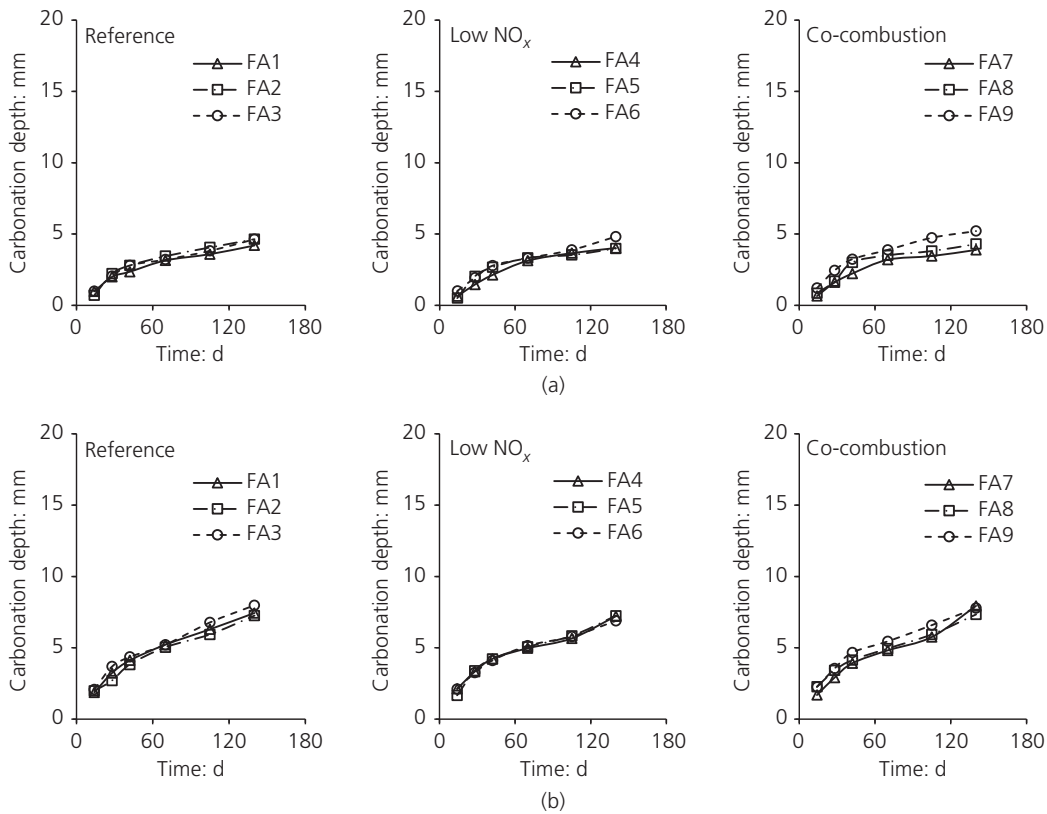 20
15
10
5
0
Carbonation depth: mm
Reference
FA1
FA2
FA3
0 60 120 180
Time: d
20
15
10
5
0
Carbonation depth: mm
Low NOx
FA4
FA5
FA6
0 60 120 180
Time: d
20
15
10
5
0
Carbonation depth: mm
Co-combustion
FA7
FA8
FA9
0 60 120 180
Time: d
(a)
20
15
10
5
0
Carbonation depth: mm
Reference
FA1
FA2
FA3
0 60 120 180
Time: d
20
15
10
5
0
Carbonation depth: mm
Low NOx
FA4
FA5
FA6
0 60 120 180
Time: d
20
15
10
5
0
Carbonation depth: mm
Co-combustion
FA7
FA8
FA9
0 60 120 180
Time: d
(b)